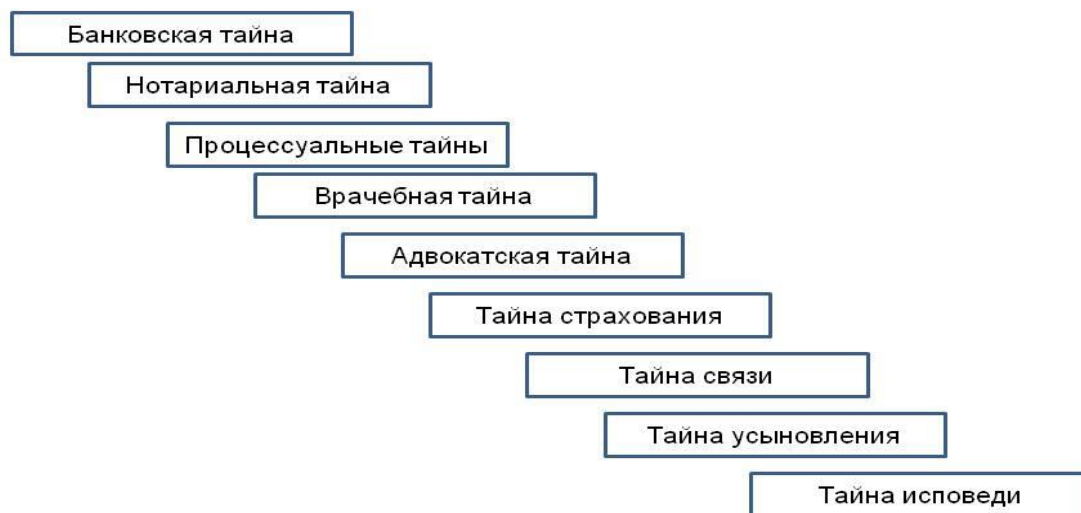 Банковская тайна
Нотариальная тайна
Процессуальные тайны
Врачебная тайна
Адвокатская тайна
Тайна страхования
Тайна связи
Тайна усыновления
Тайна исповеди